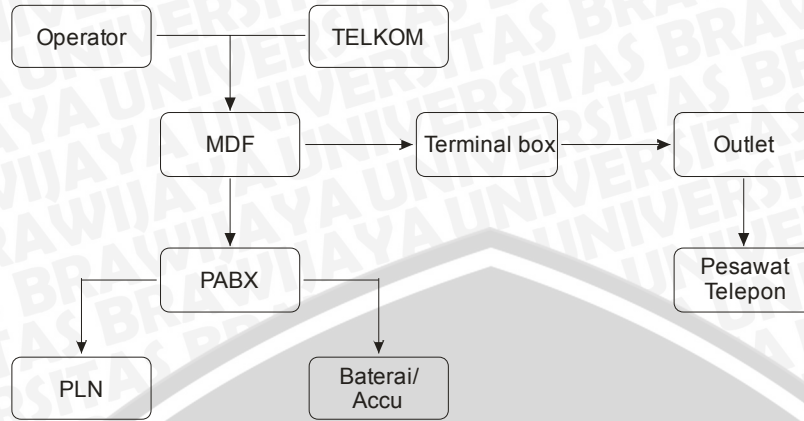 Operator
TELKOM
MDF
Terminal box
Outlet
PABX
Pesawat
Telepon
PLN
Baterai/
Accu